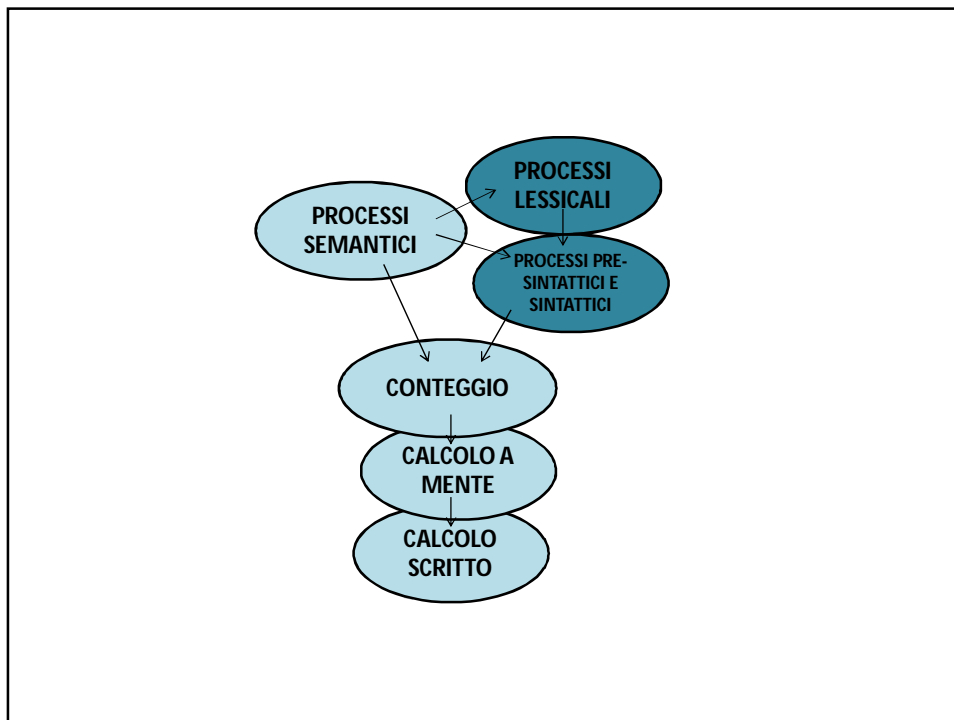 PROCESSI
LESSICALI
PROCESSI
SEMANTICI
PROCESSI PRE-
SINTATTICI E
SINTATTICI
CONTEGGIO
CALCOLO A
MENTE
CALCOLO
SCRITTO